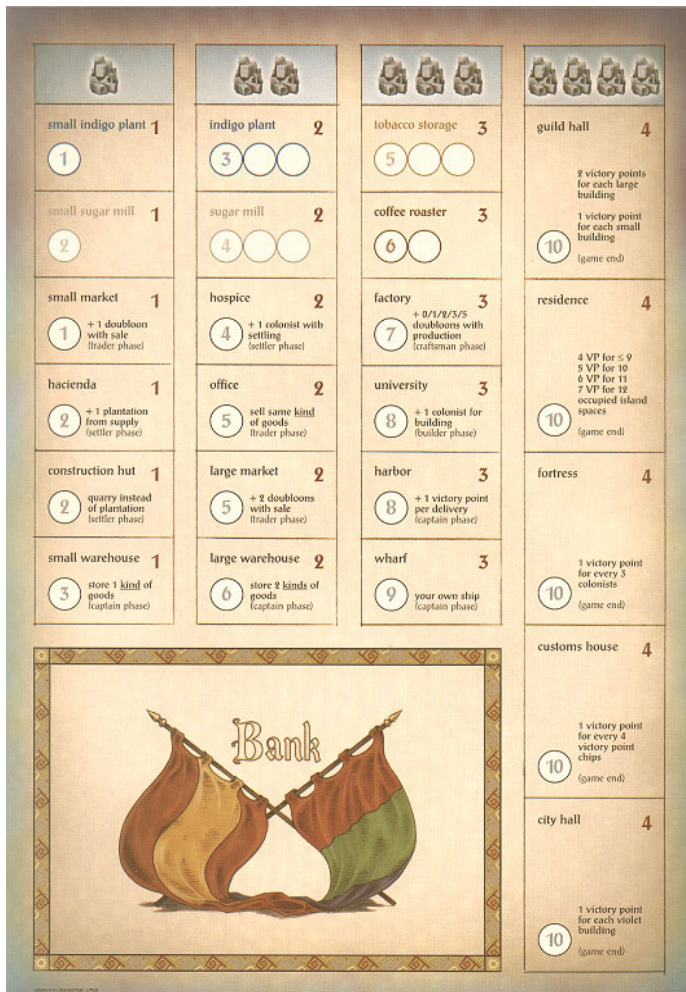 small indigo plant 1
1
small sugar mill 1
2
small market 1
1
+ 1 doubloon
with sale
(trader phase)
hacienda 1
2
+ 1 plantation
from supply
(settler phase)
construction hut 1
2
quarry instead
of plantation
(settler phase)
small warehouse 1
3
store 1 kind of
goods
(captain phase)
indigo plant 2
3
sugar mill 2
4
hospice 2
4
+ 1 colonist with
settling
(settler phase)
office 2
5
sell same kind
of goods
(trader phase)
large market 2
5
+ 2 doubloons
with sale
(trader phase)
large warehouse 2
6
store 2 kinds of
goods
(captain phase)
tobacco storage 3
5
coffee roaster 3
6
factory 3
7
+ 0/1/2/3/5
doubloons with
production
(craftsman phase)
university 3
8
+ 1 colonist for
building
(builder phase)
harbor 3
8
+ 1 victory point
per delivery
(captain phase)
wharf 3
9
your own ship
(captain phase)
guild hall 4
2 victory points
for each large
building
1 victory point
for each small
building
10
(game end)
residence 4
4 VP for ≤ 9
5 VP for 10
6 VP for 11
7 VP for 12
occupied island
spaces
10
(game end)
fortress 4
1 victory point
for every 3
colonists
10
(game end)
customs house 4
1 victory point
for every 4
victory point
chips
10
(game end)
city hall 4
1 victory point
for each violet
building
10
(game end)
Bank